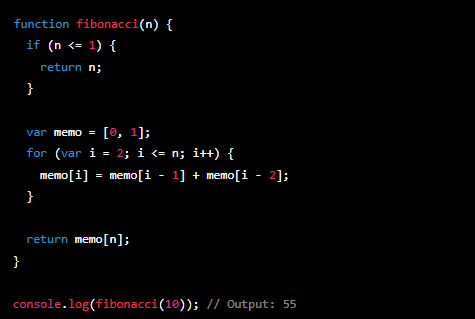 function fibonacci(n) {
  if (n <= 1) {
    return n;
  }

  var memo = [0, 1];
  for (var i = 2; i <= n; i++) {
    memo[i] = memo[i - 1] + memo[i - 2];
  }

  return memo[n];
}

console.log(fibonacci(10)); // Output: 55